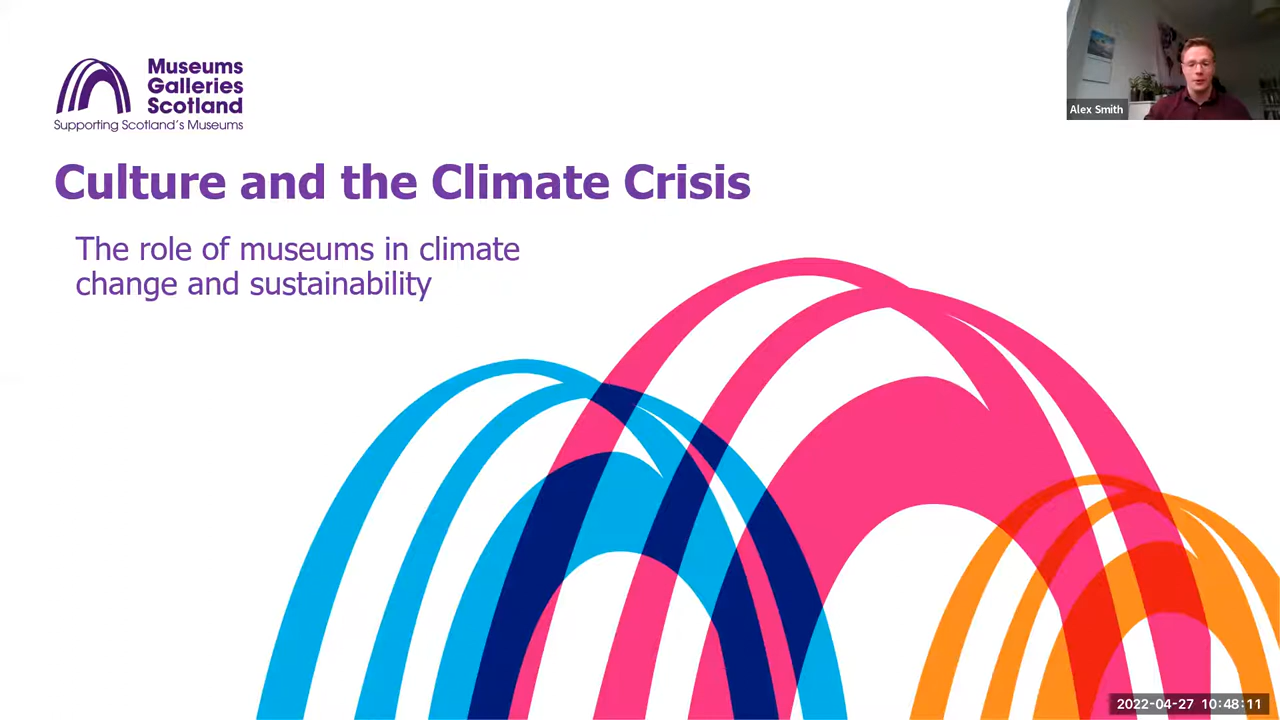 Museums
Galleries
Scotland
Supporting Scotland's Museums
Alex Smith
Culture and the Climate Crisis
The role of museums in climate
change and sustainability
2022-04-27 10:48:11